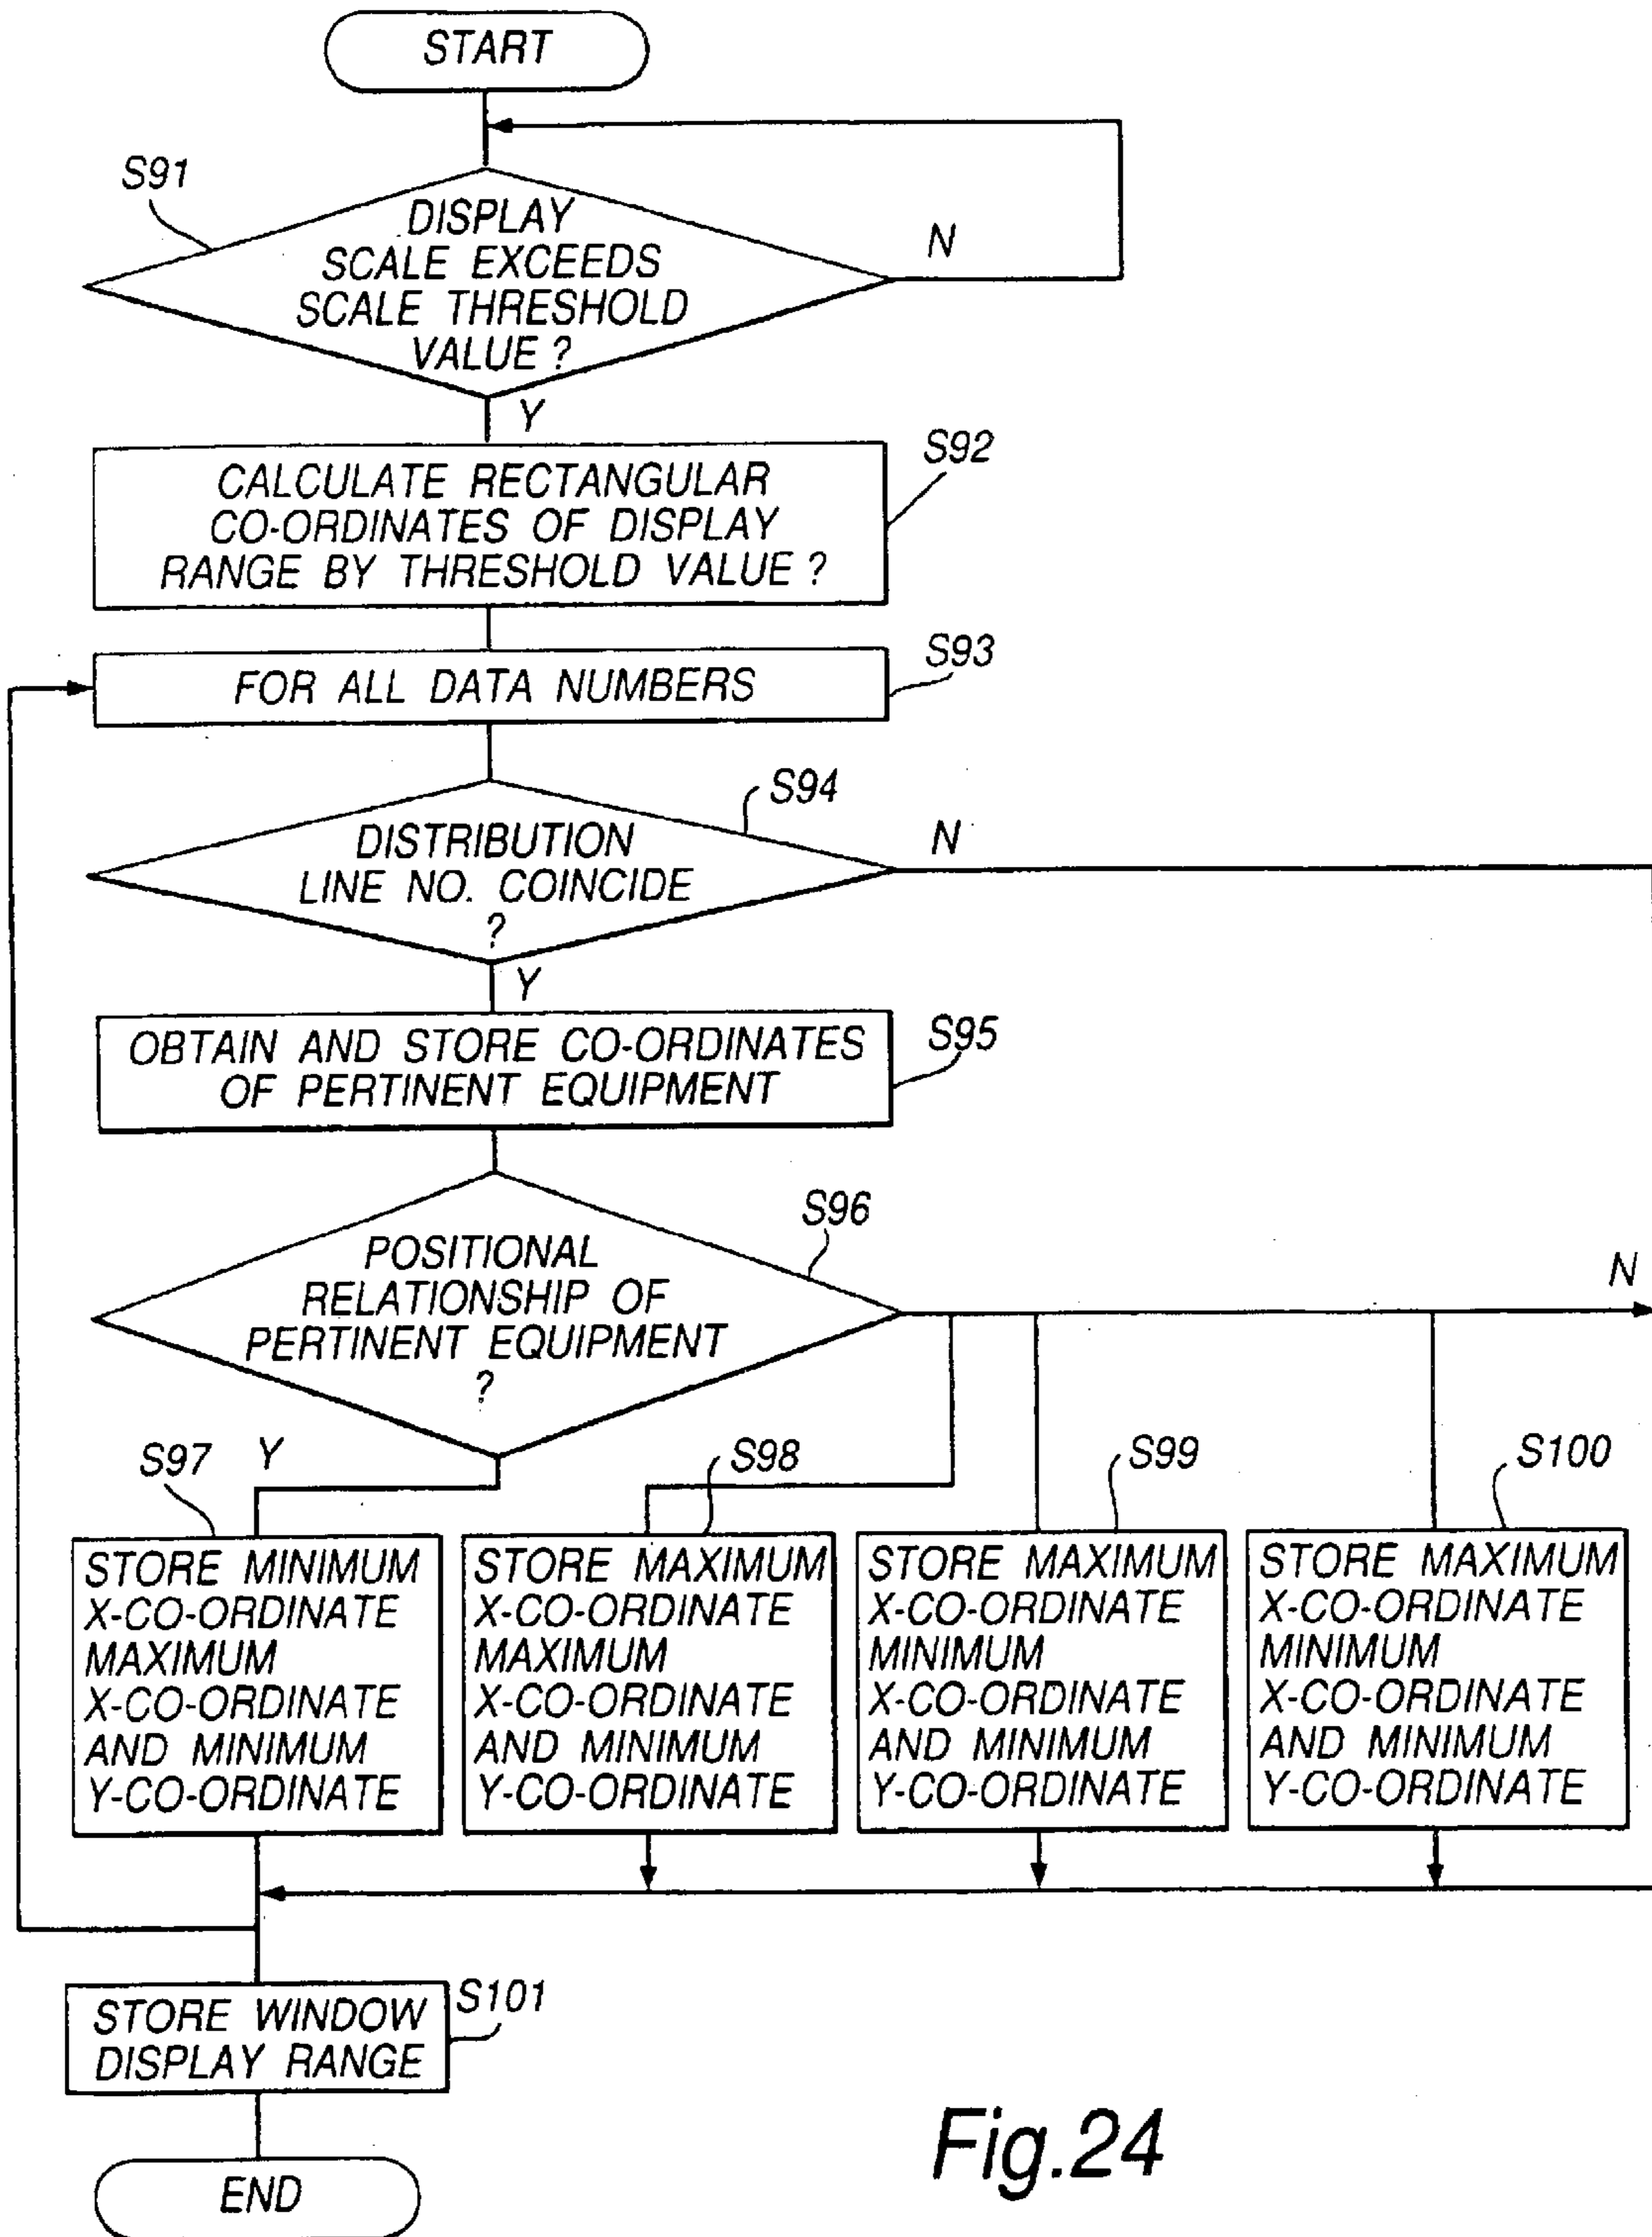 START
S91
DISPLAY
SCALE EXCEEDS
SCALE THRESHOLD
VALUE ?
N
Y
S92
CALCULATE RECTANGULAR
CO-ORDINATES OF DISPLAY
RANGE BY THRESHOLD VALUE ?
S93
FOR ALL DATA NUMBERS
S94
DISTRIBUTION
LINE NO. COINCIDE
?
N
Y
S95
OBTAIN AND STORE CO-ORDINATES
OF PERTINENT EQUIPMENT
S96
POSITIONAL
RELATIONSHIP OF
PERTINENT EQUIPMENT
?
N
Y
S97
STORE MINIMUM
X-CO-ORDINATE
MAXIMUM
X-CO-ORDINATE
AND MINIMUM
Y-CO-ORDINATE
S98
STORE MAXIMUM
X-CO-ORDINATE
MAXIMUM
X-CO-ORDINATE
AND MINIMUM
Y-CO-ORDINATE
S99
STORE MAXIMUM
X-CO-ORDINATE
MINIMUM
X-CO-ORDINATE
AND MINIMUM
Y-CO-ORDINATE
S100
STORE MAXIMUM
X-CO-ORDINATE
MINIMUM
X-CO-ORDINATE
AND MINIMUM
Y-CO-ORDINATE
S101
STORE WINDOW
DISPLAY RANGE
END
Fig.24